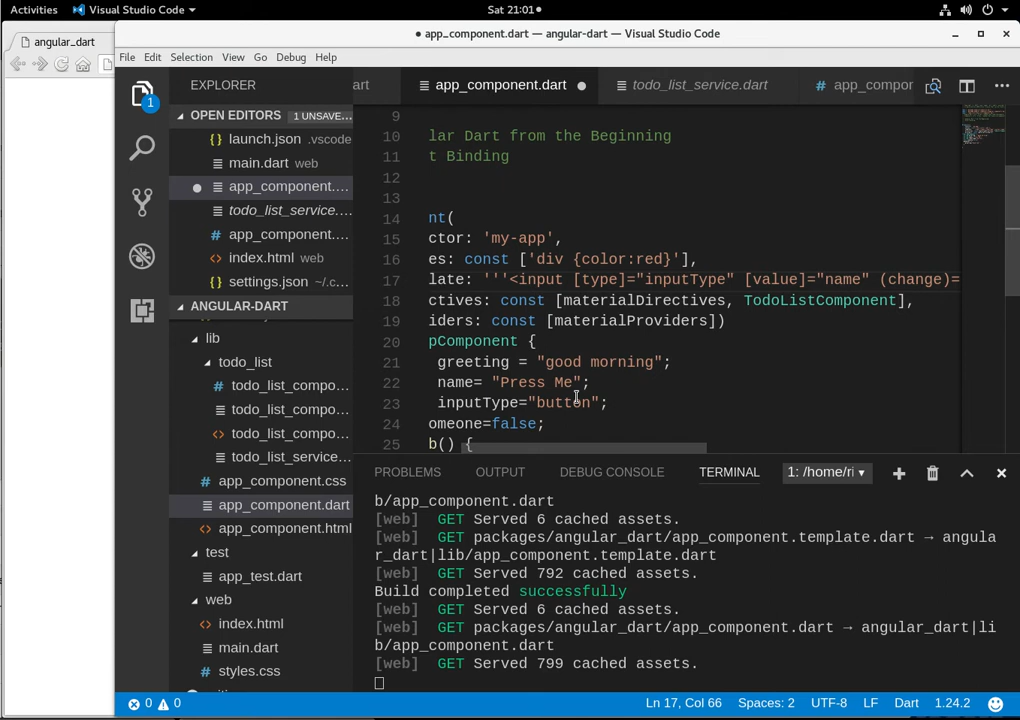 Activities Visual Studio Code Sat 21:01
angular_dart
● app_component.dart — angular-dart — Visual Studio Code
File Edit Selection View Go Debug Help
EXPLORER
art app_component.dart ● todo_list_service.dart # app_compor
1
OPEN EDITORS 1 UNSAVE...
{} launch.json .vscode
main.dart web
● app_component....
todo_list_service....
# app_component....
<> index.html web
{} settings.json ~/.c...
ANGULAR-DART
lib
todo_list
# todo_list_compo...
todo_list_compo...
<> todo_list_compo...
todo_list_service...
# app_component.css
app_component.dart
<> app_component.html
test
app_test.dart
web
<> index.html
main.dart
# styles.css
9
10 lar Dart from the Beginning
11 t Binding
12
13
14 nt(
15 ctor: 'my-app',
16 es: const ['div {color:red}'],
17 late: '''<input [type]="inputType" [value]="name" (change)=
18 ctives: const [materialDirectives, TodoListComponent],
19 iders: const [materialProviders])
20 pComponent {
21 greeting = "good morning";
22 name= "Press Me";
23 inputType="button";
24 omeone=false;
25 b() {
PROBLEMS OUTPUT DEBUG CONSOLE TERMINAL 1: /home/ri
b/app_component.dart
[web] GET Served 6 cached assets.
[web] GET packages/angular_dart/app_component.template.dart → angula
r_dart|lib/app_component.template.dart
[web] GET Served 792 cached assets.
Build completed successfully
[web] GET Served 6 cached assets.
[web] GET packages/angular_dart/app_component.dart → angular_dart|li
b/app_component.dart
[web] GET Served 799 cached assets.
0 0 Ln 17, Col 66 Spaces: 2 UTF-8 LF Dart 1.24.2